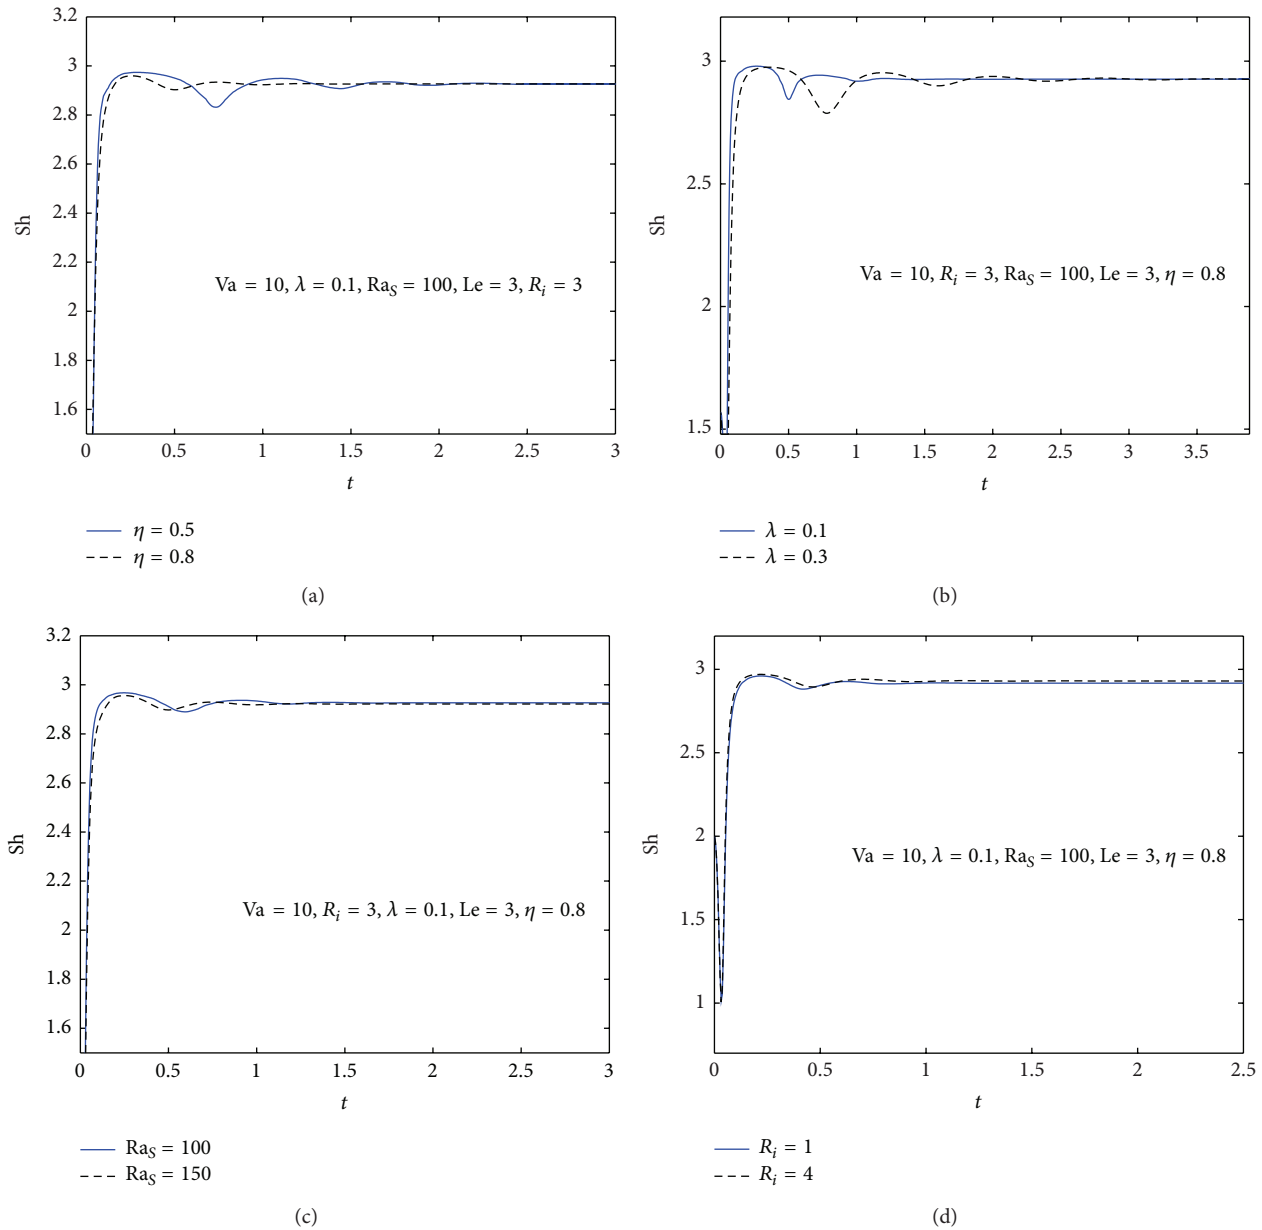 3.2
3
2.8
2.6
2.4
2.2
2
1.8
1.6
Sh
Va = 10, λ = 0.1, Ra_S = 100, Le = 3, R_i = 3
0 0.5 1 1.5 2 2.5 3
t
η = 0.5
η = 0.8
(a)
3
2.5
2
1.5
Sh
Va = 10, R_i = 3, Ra_S = 100, Le = 3, η = 0.8
0 0.5 1 1.5 2 2.5 3 3.5
t
λ = 0.1
λ = 0.3
(b)
3.2
3
2.8
2.6
2.4
2.2
2
1.8
1.6
Sh
Va = 10, R_i = 3, λ = 0.1, Le = 3, η = 0.8
0 0.5 1 1.5 2 2.5 3
t
Ra_S = 100
Ra_S = 150
(c)
3
2.5
2
1.5
1
Sh
Va = 10, λ = 0.1, Ra_S = 100, Le = 3, η = 0.8
0 0.5 1 1.5 2 2.5
t
R_i = 1
R_i = 4
(d)